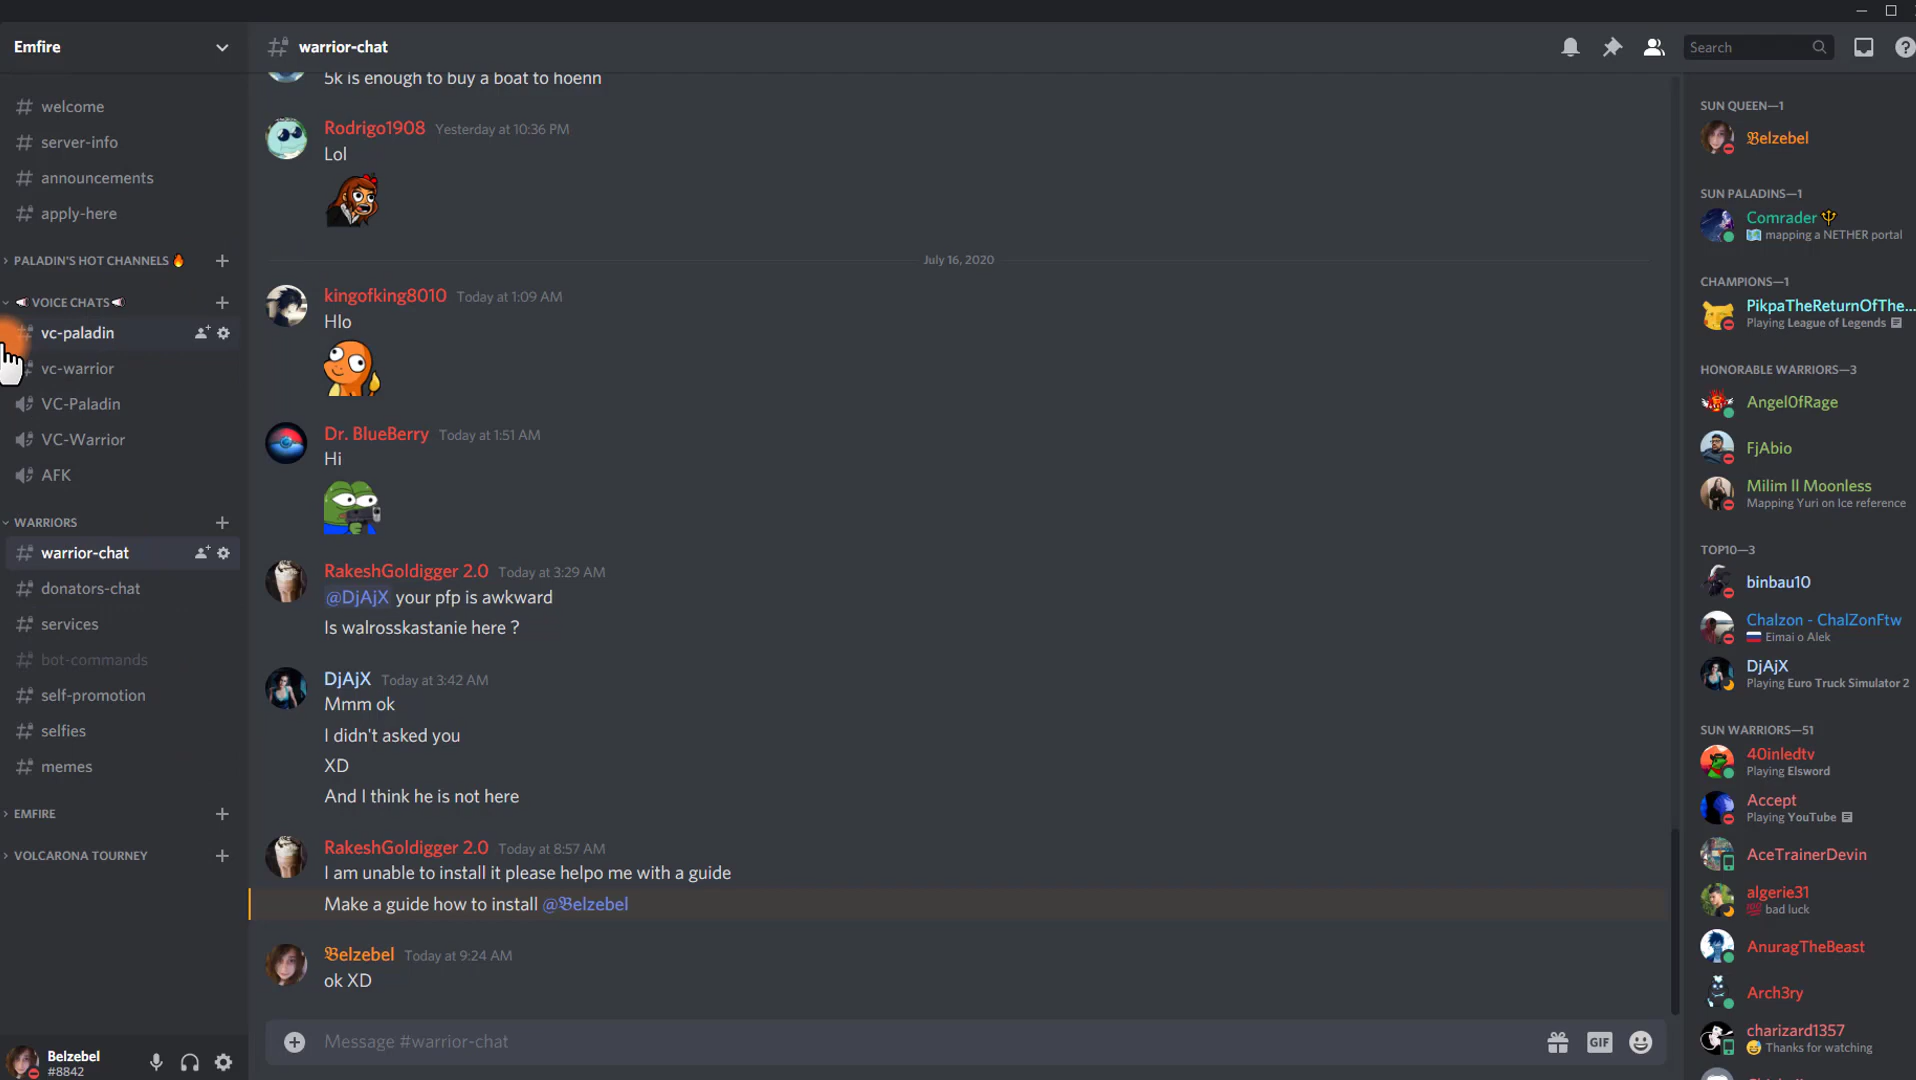 Emfire
warrior-chat
Search
welcome
server-info
announcements
apply-here
PALADIN'S HOT CHANNELS 🔥
📢 VOICE CHATS 📢
vc-paladin
vc-warrior
VC-Paladin
VC-Warrior
AFK
WARRIORS
warrior-chat
donators-chat
services
bot-commands
self-promotion
selfies
memes
EMFIRE
VOLCARONA TOURNEY
Belzebel
#8842
5k is enough to buy a boat to hoenn
Rodrigo1908 Yesterday at 10:36 PM
Lol
July 16, 2020
kingofking8010 Today at 1:09 AM
Hlo
Dr. BlueBerry Today at 1:51 AM
Hi
RakeshGoldigger 2.0 Today at 3:29 AM
@DjAjX your pfp is awkward
Is walrosskastanie here ?
DjAjX Today at 3:42 AM
Mmm ok
I didn't asked you
XD
And I think he is not here
RakeshGoldigger 2.0 Today at 8:57 AM
I am unable to install it please helpo me with a guide
Make a guide how to install @𝔅elzebel
𝔅elzebel Today at 9:24 AM
ok XD
Message #warrior-chat
GIF
SUN QUEEN—1
𝔅elzebel
SUN PALADINS—1
Comrader 🔱
🗺️ mapping a NETHER portal
CHAMPIONS—1
PikpaTheReturnOfThe...
Playing League of Legends
HONORABLE WARRIORS—3
Angel0fRage
FjAbio
Milim ll Moonless
Mapping Yuri on Ice reference
TOP10—3
binbau10
Chalzon - ChalZonFtw
🇷🇺 Eimai o Alek
DjAjX
Playing Euro Truck Simulator 2
SUN WARRIORS—51
40inledtv
Playing Elsword
Accept
Playing YouTube
AceTrainerDevin
algerie31
💯 bad luck
AnuragTheBeast
Arch3ry
charizard1357
😅 Thanks for watching